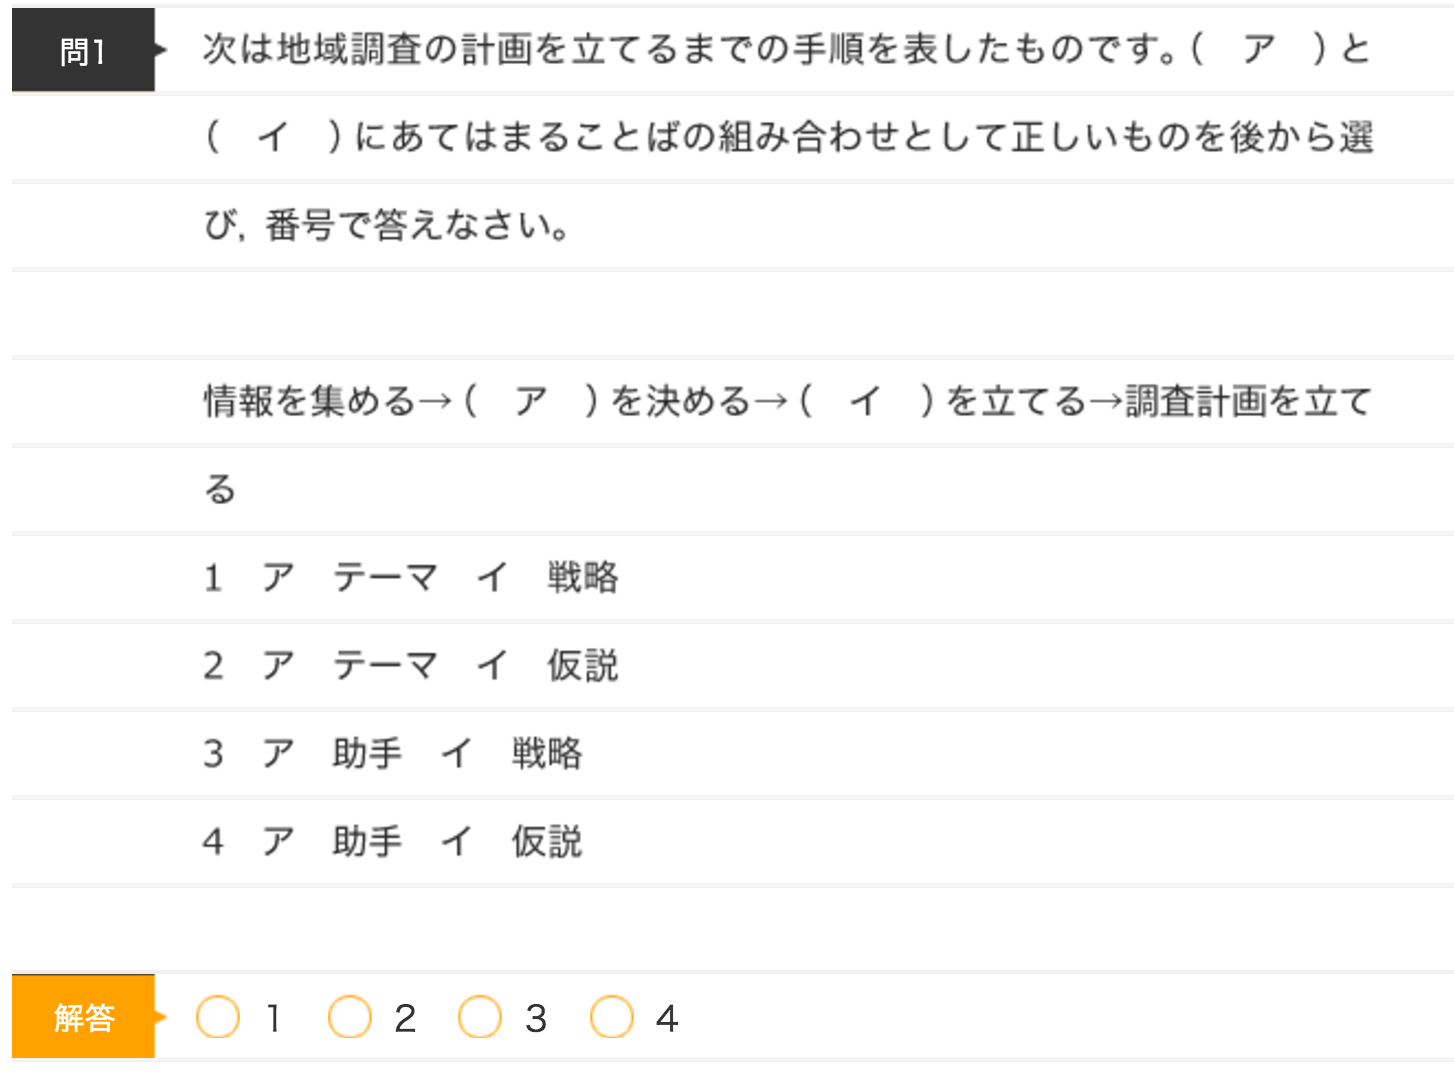 問1 次は地域調査の計画を立てるまでの手順を表したものです。(　ア　)と
(　イ　)にあてはまることばの組み合わせとして正しいものを後から選
び，番号で答えなさい。
情報を集める→(　ア　)を決める→(　イ　)を立てる→調査計画を立て
る
1　ア　テーマ　イ　戦略
2　ア　テーマ　イ　仮説
3　ア　助手　イ　戦略
4　ア　助手　イ　仮説
解答 1 2 3 4